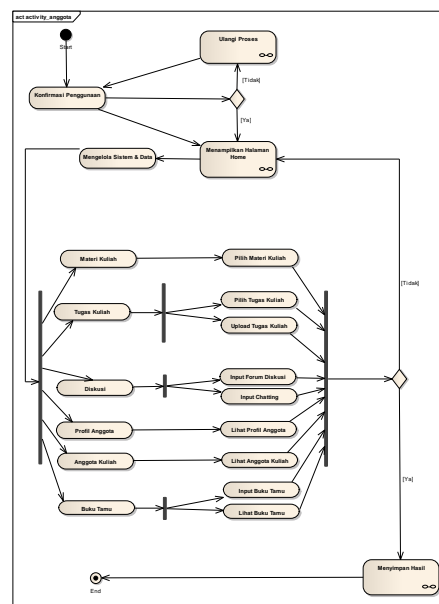 act activity_anggota
Start
Ulangi Proses
[Tidak]
Konfirmasi Penggunaan
[Ya]
Mengelola Sistem & Data
Menampilkan Halaman
Home
Materi Kuliah
Pilih Materi Kuliah
[Tidak]
Tugas Kuliah
Pilih Tugas Kuliah
Upload Tugas Kuliah
Diskusi
Input Forum Diskusi
Input Chatting
Profil Anggota
Lihat Profil Anggota
Anggota Kuliah
Lihat Anggota Kuliah
[Ya]
Buku Tamu
Input Buku Tamu
Lihat Buku Tamu
Menyimpan Hasil
End